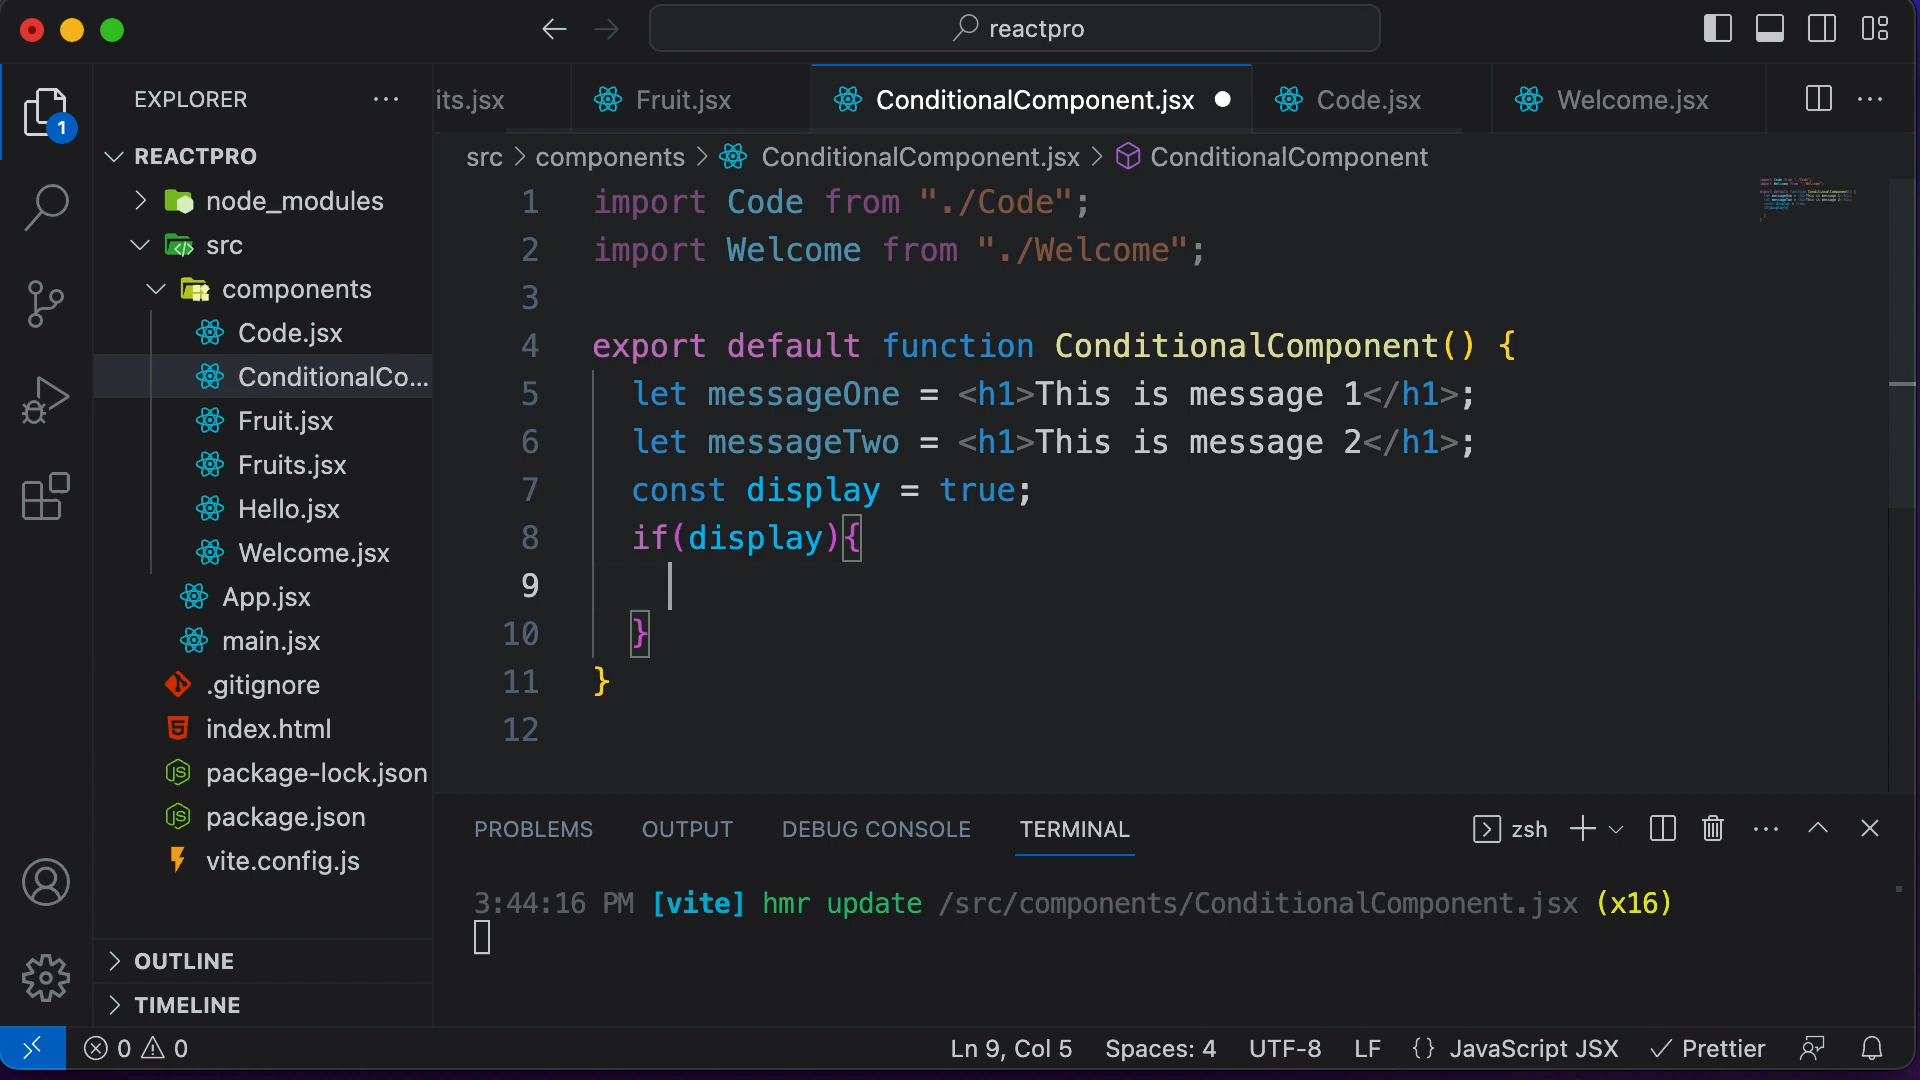 reactpro
EXPLORER
its.jsx
Fruit.jsx
ConditionalComponent.jsx
Code.jsx
Welcome.jsx
1
REACTPRO
node_modules
src
components
Code.jsx
ConditionalCo...
Fruit.jsx
Fruits.jsx
Hello.jsx
Welcome.jsx
App.jsx
main.jsx
.gitignore
index.html
package-lock.json
package.json
vite.config.js
OUTLINE
TIMELINE
src > components > ConditionalComponent.jsx > ConditionalComponent
1 import Code from "./Code";
2 import Welcome from "./Welcome";
3
4 export default function ConditionalComponent() {
5 let messageOne = <h1>This is message 1</h1>;
6 let messageTwo = <h1>This is message 2</h1>;
7 const display = true;
8 if(display){
9
10 }
11 }
12
PROBLEMS OUTPUT DEBUG CONSOLE TERMINAL
zsh
3:44:16 PM [vite] hmr update /src/components/ConditionalComponent.jsx (x16)
0 0
Ln 9, Col 5 Spaces: 4 UTF-8 LF {} JavaScript JSX Prettier